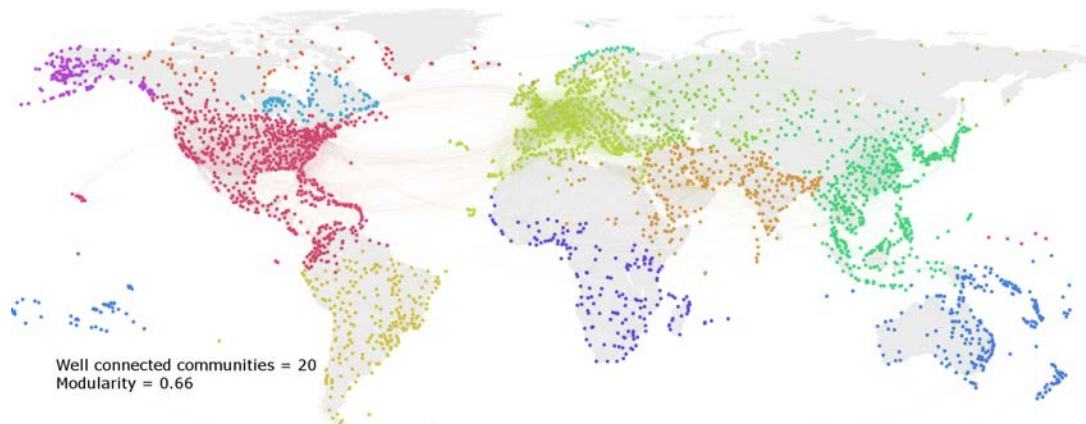 Well connected communities = 20
Modularity = 0.66